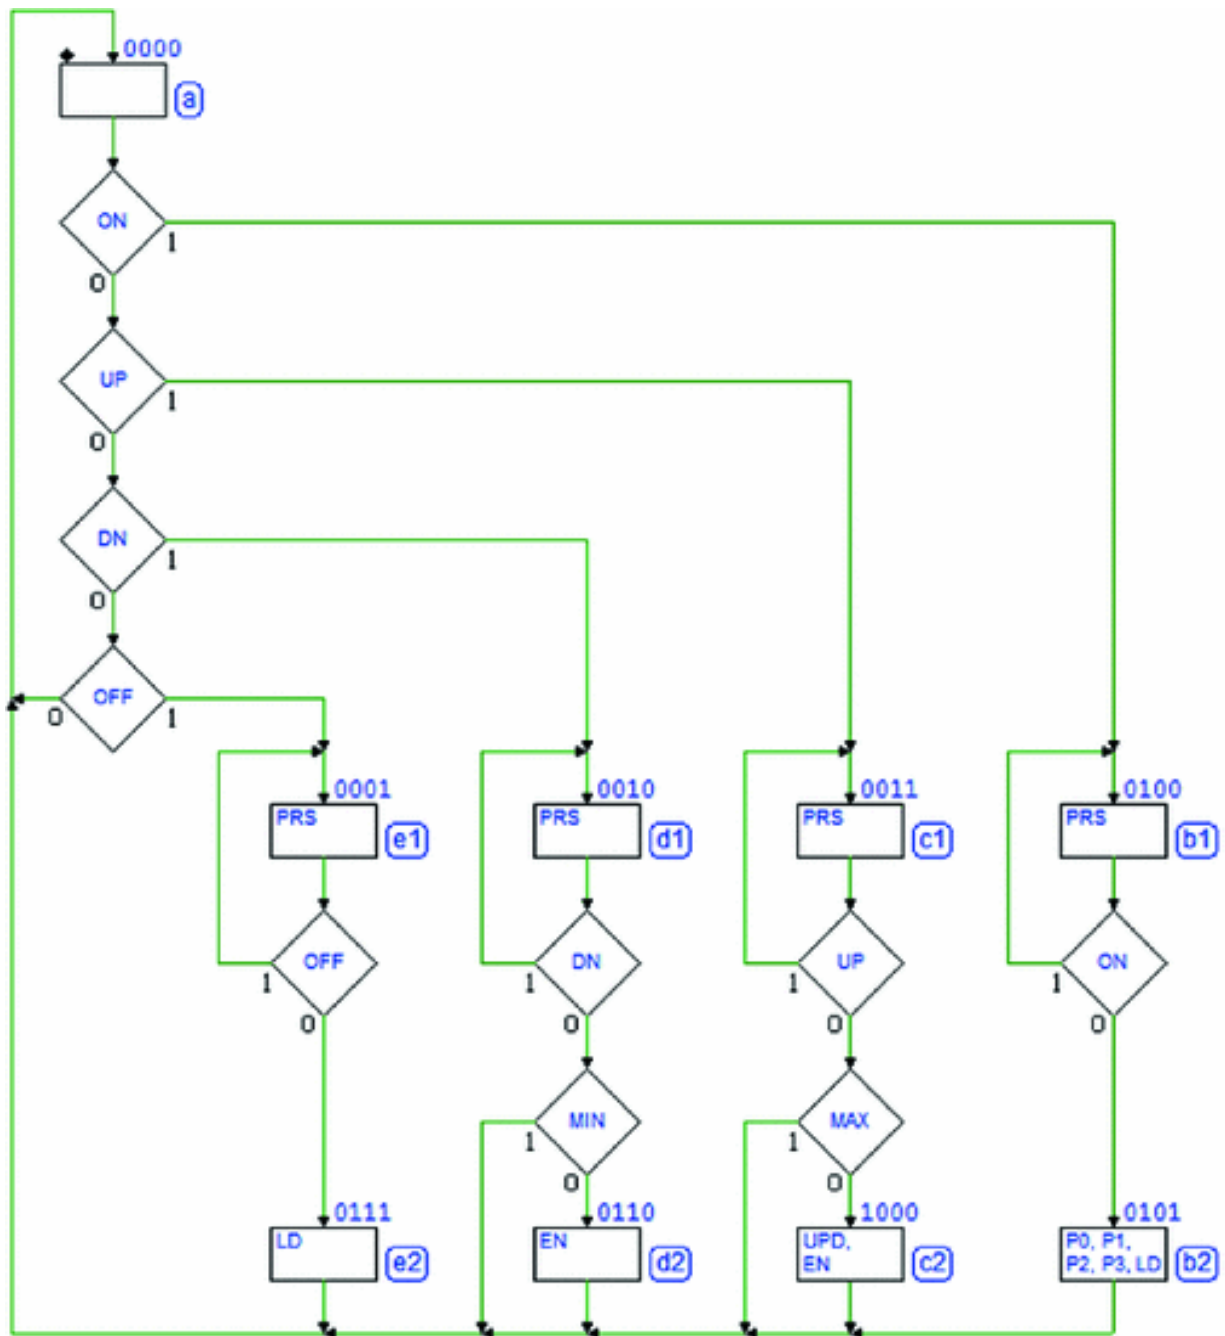 0000
a
ON
1
0
UP
1
0
DN
1
0
OFF
0
1
0001
0010
0011
0100
PRS
e1
PRS
d1
PRS
c1
PRS
b1
OFF
1
0
DN
1
0
UP
1
0
ON
1
0
MIN
1
0
MAX
1
0
0111
0110
1000
0101
LD
e2
EN
d2
UPD,
EN
c2
P0, P1,
P2, P3, LD
b2